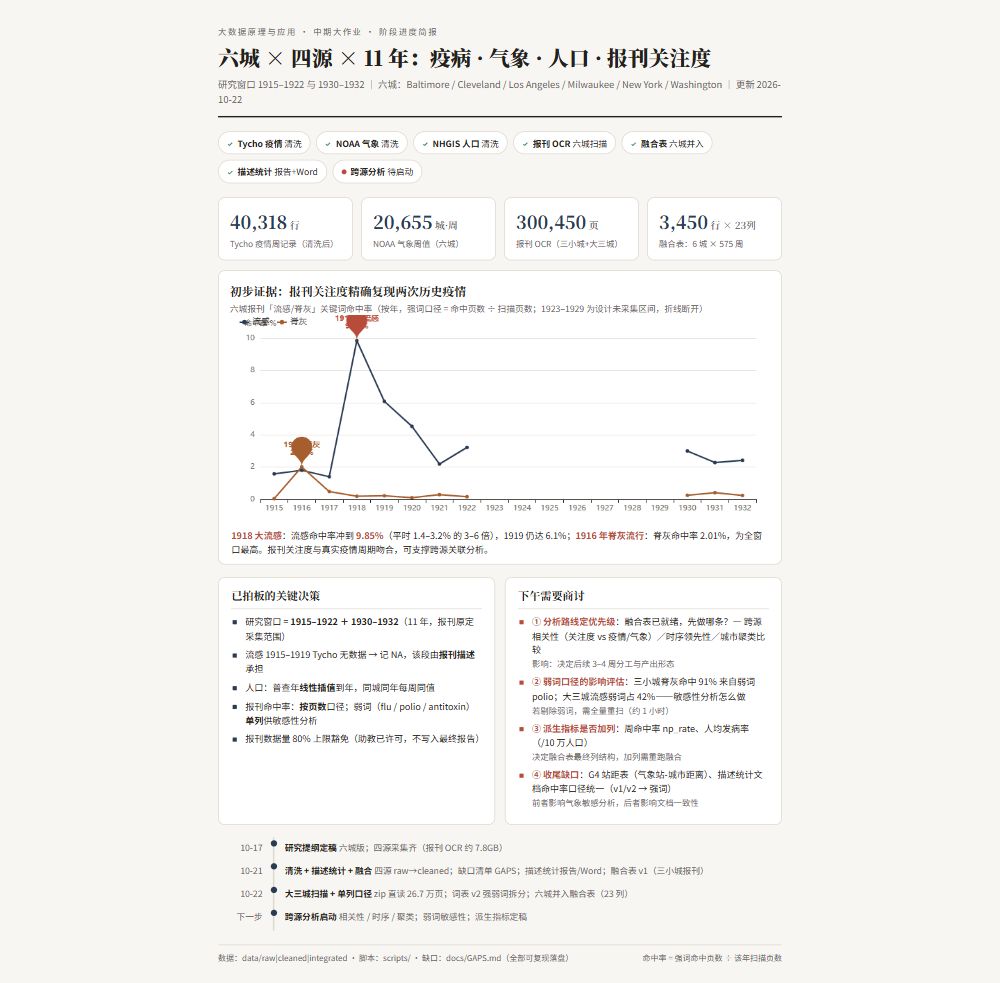 大数据原理与应用 · 中期大作业 · 阶段进度简报
六城 × 四源 × 11 年：疫病 · 气象 · 人口 · 报刊关注度
研究窗口 1915–1922 与 1930–1932 ｜ 六城：Baltimore / Cleveland / Los Angeles / Milwaukee / New York / Washington ｜ 更新 2026-
10-22
✓ Tycho 疫情 清洗
✓ NOAA 气象 清洗
✓ NHGIS 人口 清洗
✓ 报刊 OCR 六城扫描
✓ 融合表 六城并入
✓ 描述统计 报告+Word
跨源分析 待启动
40,318 行
Tycho 疫情周记录（清洗后）
20,655 城·周
NOAA 气象周值（六城）
300,450 页
报刊 OCR（三小城+大三城）
3,450 行 × 23列
融合表：6 城 × 575 周
初步证据：报刊关注度精确复现两次历史疫情
六城报刊「流感/脊灰」关键词命中率（按年，强词口径 = 命中页数 ÷ 扫描页数；1923–1929 为设计未采集区间，折线断开）
流感 脊灰
10
8
6
4
2
0
1915 1916 1917 1918 1919 1920 1921 1922 1923 1924 1925 1926 1927 1928 1929 1930 1931 1932
1918 大流感：流感命中率冲到 9.85%（平时 1.4–3.2% 的 3–6 倍），1919 仍达 6.1%；1916 年脊灰流行：脊灰命中率 2.01%，为全窗
口最高。报刊关注度与真实疫情周期吻合，可支撑跨源关联分析。
已拍板的关键决策
研究窗口 = 1915–1922 ＋ 1930–1932（11 年，报刊原定
采集范围）
流感 1915–1919 Tycho 无数据 → 记 NA，该段由报刊描述
承担
人口：普查年线性插值到年，同城同年每周同值
报刊命中率：按页数口径；弱词（flu / polio / antitoxin）
单列供敏感性分析
报刊数据量 80% 上限豁免（助教已许可，不写入最终报告）
下午需要商讨
① 分析路线定优先级：融合表已就绪，先做哪条？— 跨源
相关性（关注度 vs 疫情/气象）／时序领先性／城市聚类比
较
影响：决定后续 3–4 周分工与产出形态
② 弱词口径的影响评估：三小城脊灰命中 91% 来自弱词
polio；大三城流感弱词占 42%——敏感性分析怎么做
若剔除弱词，需全量重扫（约 1 小时）
③ 派生指标是否加列：周命中率 np_rate、人均发病率
（/10 万人口）
决定融合表最终列结构，加列需重跑融合
④ 收尾缺口：G4 站距表（气象站-城市距离）、描述统计文
档命中率口径统一（v1/v2 → 强词）
前者影响气象敏感分析，后者影响文档一致性
10-17 研究提纲定稿 六城版；四源采集齐（报刊 OCR 约 7.8GB）
10-21 清洗 + 描述统计 + 融合 四源 raw→cleaned；缺口清单 GAPS；描述统计报告/Word；融合表 v1（三小城报刊）
10-22 大三城扫描 + 单列口径 zip 直读 26.7 万页；词表 v2 强弱词拆分；六城并入融合表（23 列）
下一步 跨源分析启动 相关性 / 时序 / 聚类；弱词敏感性；派生指标定稿
数据：data/raw|cleaned|integrated · 脚本：scripts/ · 缺口：docs/GAPS.md（全部可复现落盘）
命中率 = 强词命中页数 ÷ 该年扫描页数